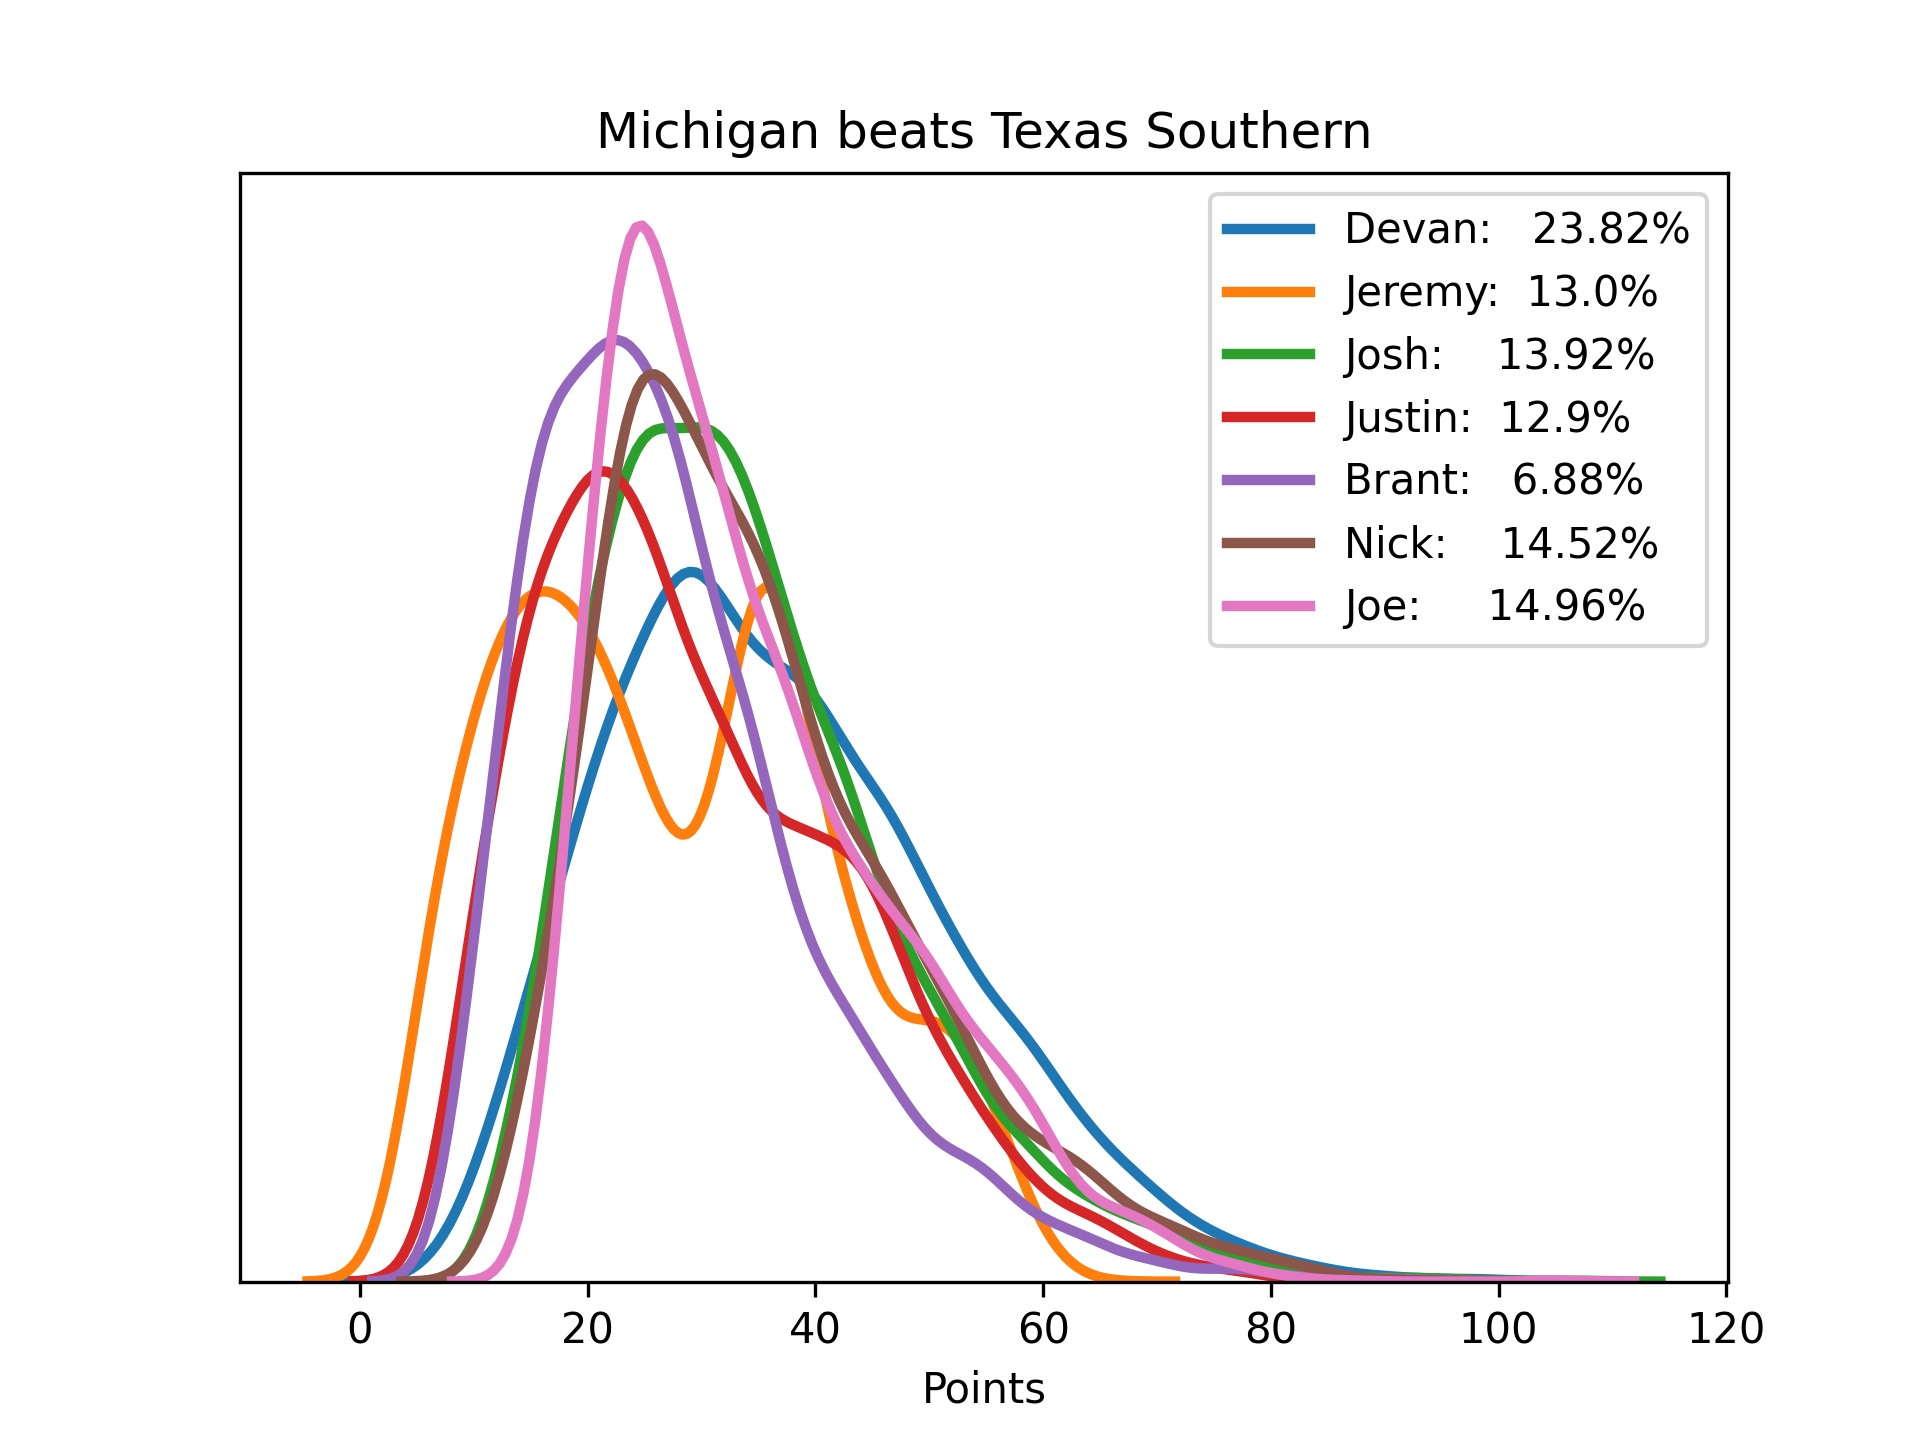 Michigan beats Texas Southern
Devan: 23.82%
Jeremy: 13.0%
Josh: 13.92%
Justin: 12.9%
Brant: 6.88%
Nick: 14.52%
Joe: 14.96%
0 20 40 60 80 100 120
Points